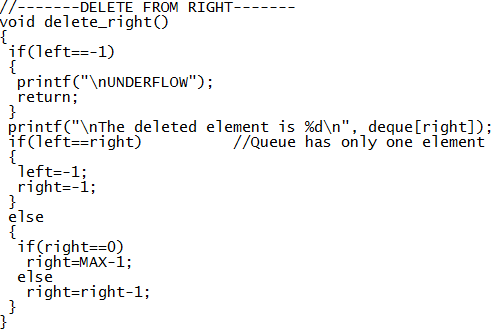 //-------DELETE FROM RIGHT-------
void delete_right()
{
 if(left==-1)
 {
  printf("\nUNDERFLOW");
  return;
 }
 printf("\nThe deleted element is %d\n", deque[right]);
 if(left==right)          //Queue has only one element
 {
  left=-1;
  right=-1;
 }
 else
 {
  if(right==0)
   right=MAX-1;
  else
   right=right-1;
 }
}